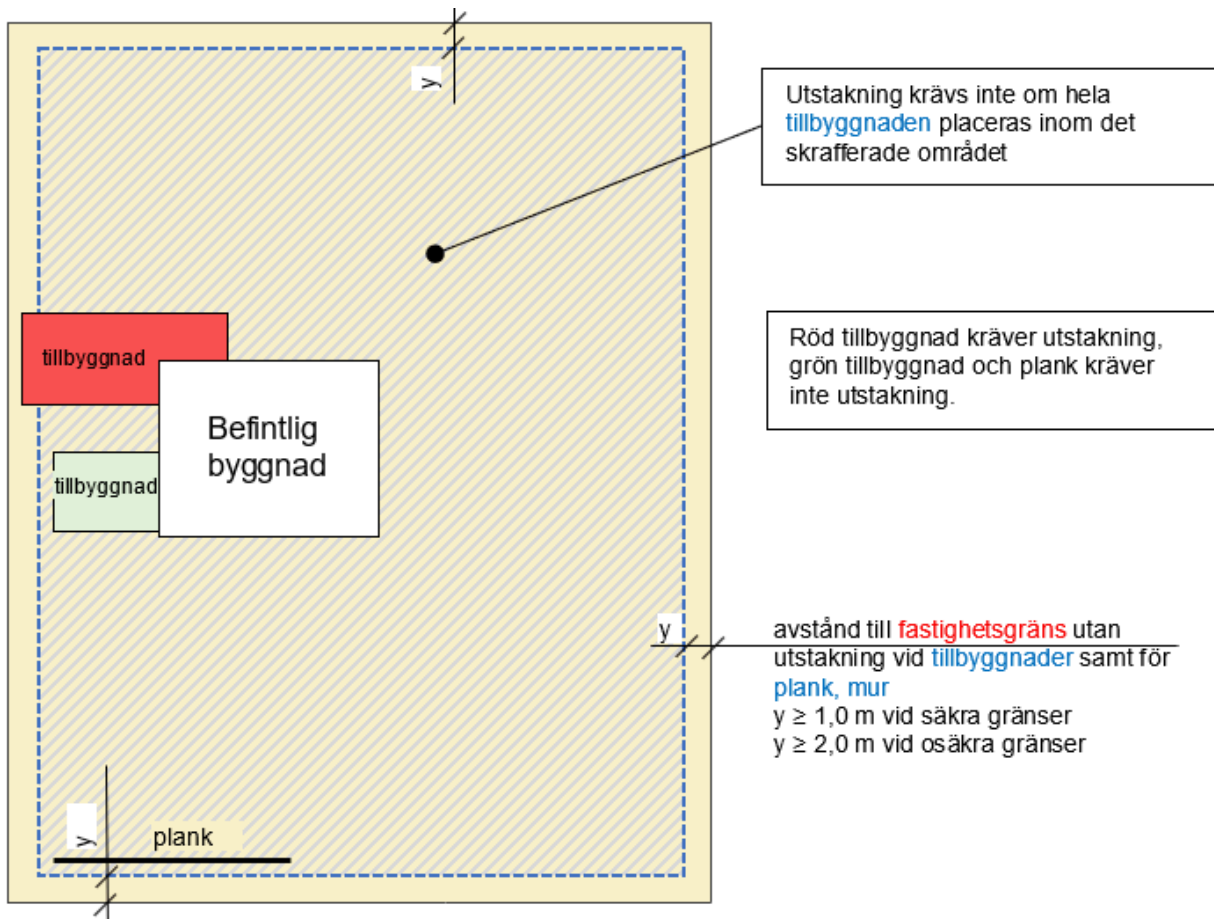 y
Utstakning krävs inte om hela
tillbyggnaden placeras inom det
skrafferade området
Röd tillbyggnad kräver utstakning,
grön tillbyggnad och plank kräver
inte utstakning.
tillbyggnad
Befintlig
byggnad
tillbyggnad
y
avstånd till fastighetsgräns utan
utstakning vid tillbyggnader samt för
plank, mur
y ≥ 1,0 m vid säkra gränser
y ≥ 2,0 m vid osäkra gränser
y
plank